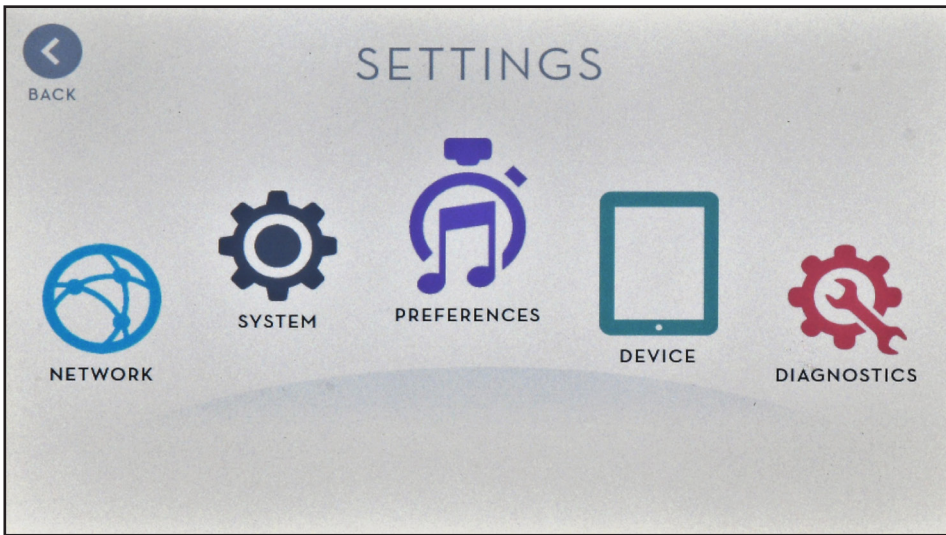 SETTINGS
BACK
PREFERENCES
SYSTEM
DEVICE
NETWORK
DIAGNOSTICS